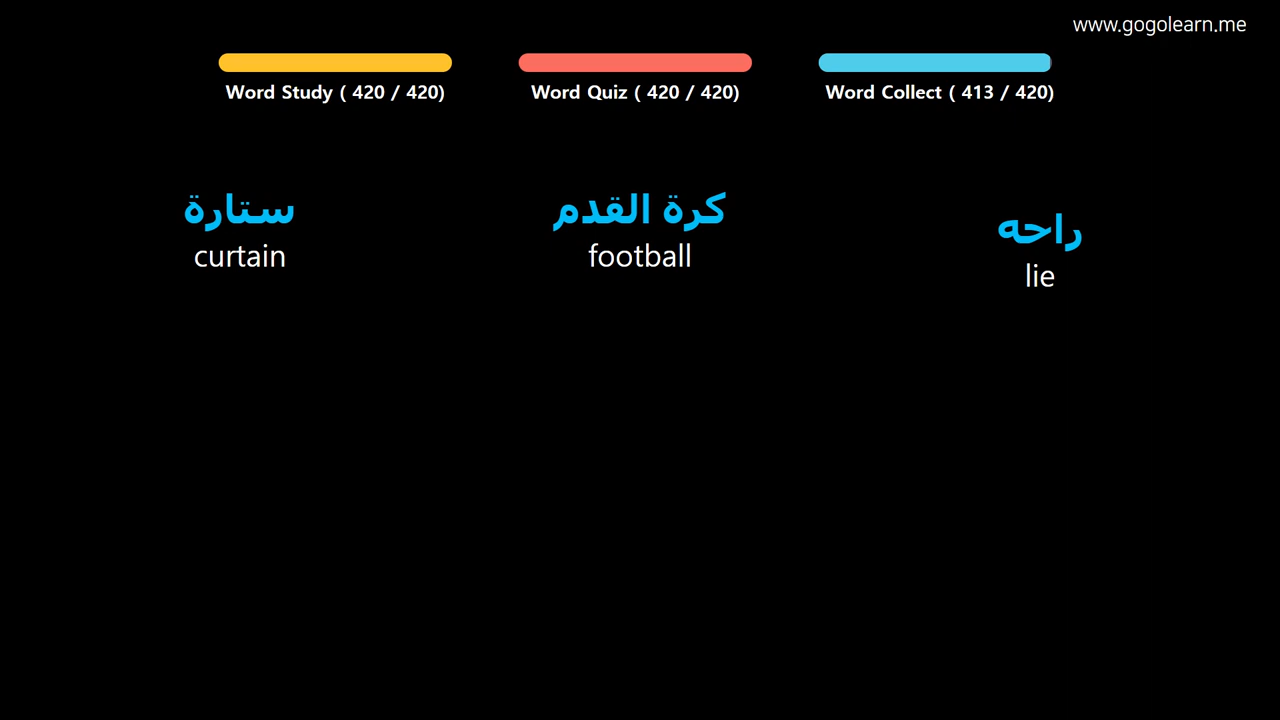 www.gogolearn.me
Word Study ( 420 / 420)
Word Quiz ( 420 / 420)
Word Collect ( 413 / 420)
ستارة
curtain
كرة القدم
football
راحه
lie